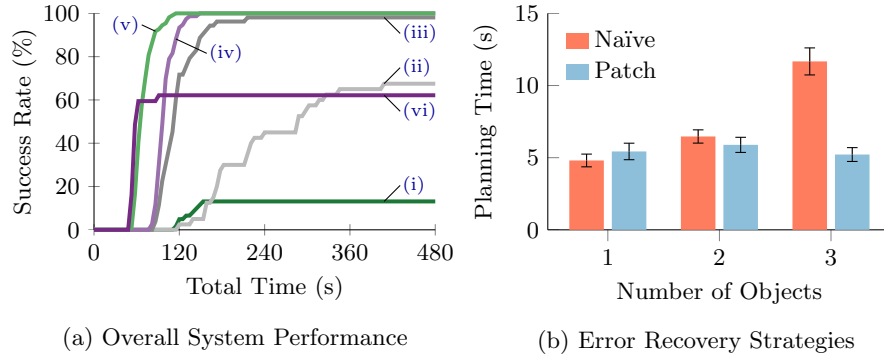 100
80
60
40
20
0
Success Rate (%)
(v)
(iv)
(iii)
(ii)
(vi)
(i)
0 120 240 360 480
Total Time (s)
(a) Overall System Performance
15
10
5
0
Planning Time (s)
Naïve
Patch
1 2 3
Number of Objects
(b) Error Recovery Strategies